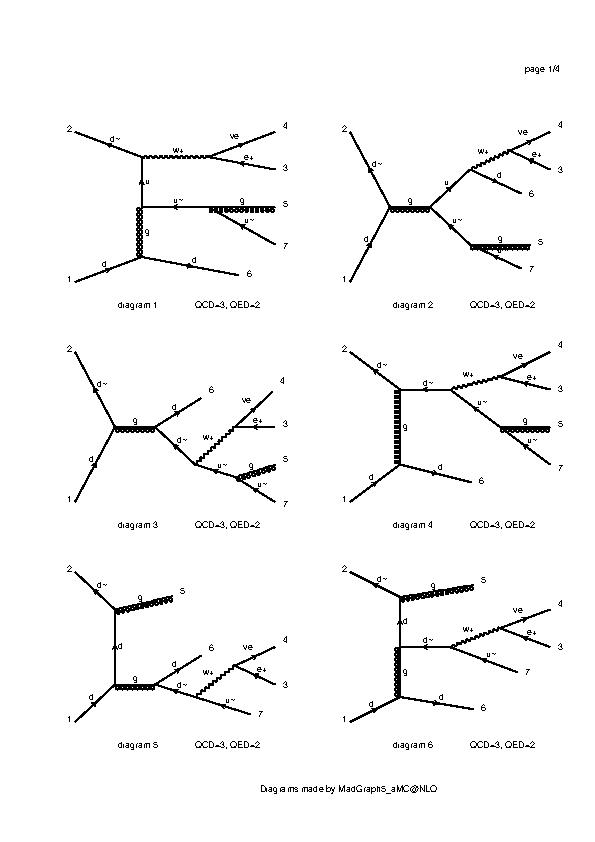 page 1/4
2 d~ w+ ve 4
e+ 3
u
u~ g 5
g u~ 7
1 d d 6
diagram 1 QCD=3, QED=2
2 d~ w+ ve 4
e+ 3
u d 6
g u~
g 5
1 d u~ 7
diagram 2 QCD=3, QED=2
2 d~ 6 ve 4
d e+ 3
g d~ w+
d u~ g 5
1 u~ 7
diagram 3 QCD=3, QED=2
2 d~ w+ ve 4
d~ e+ 3
g u~ g 5
u~ 7
1 d d 6
diagram 4 QCD=3, QED=2
2 d~ g 5
d 6 ve 4
d w+ e+ 3
g d~
1 d u~ 7
diagram 5 QCD=3, QED=2
2 d~ g 5
d ve 4
d~ w+ e+ 3
g u~ 7
1 d d 6
diagram 6 QCD=3, QED=2
Diagrams made by MadGraph5_aMC@NLO